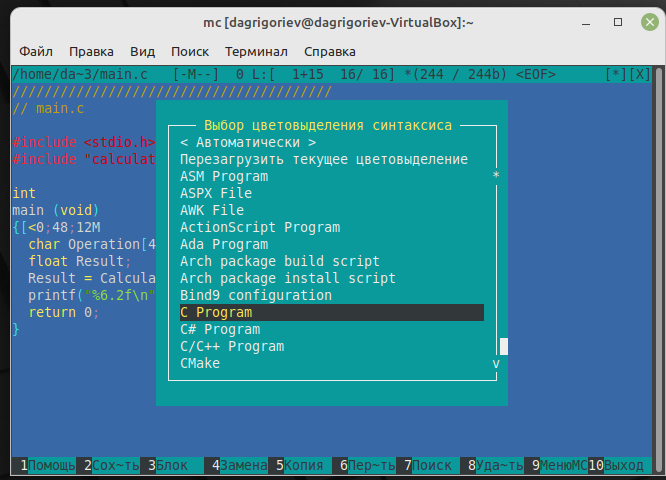 mc [dagrigoriev@dagrigoriev-VirtualBox]:~
Файл Правка Вид Поиск Терминал Справка
/home/da~3/main.c [-M--] 0 L:[ 1+15 16/ 16] *(244 / 244b) <EOF> [*][X]
////////////////////////////////////////
// main.c
Выбор цветовыделения синтаксиса
< Автоматически >
#include <stdio.h>
Перезагрузить текущее цветовыделение
#include "calculat
ASM Program *
ASPX File
int
AWK File
main (void)
ActionScript Program
{[<0;48;12M
Ada Program
char Operation[4
Arch package build script
float Result;
Arch package install script
Result = Calcula
Bind9 configuration
printf("%6.2f\n"
C Program
return 0;
C# Program
}
C/C++ Program
CMake v
1Помощь 2Сох~ть 3Блок 4Замена 5Копия 6Пер~ть 7Поиск 8Уда~ть 9МенюMC 10Выход